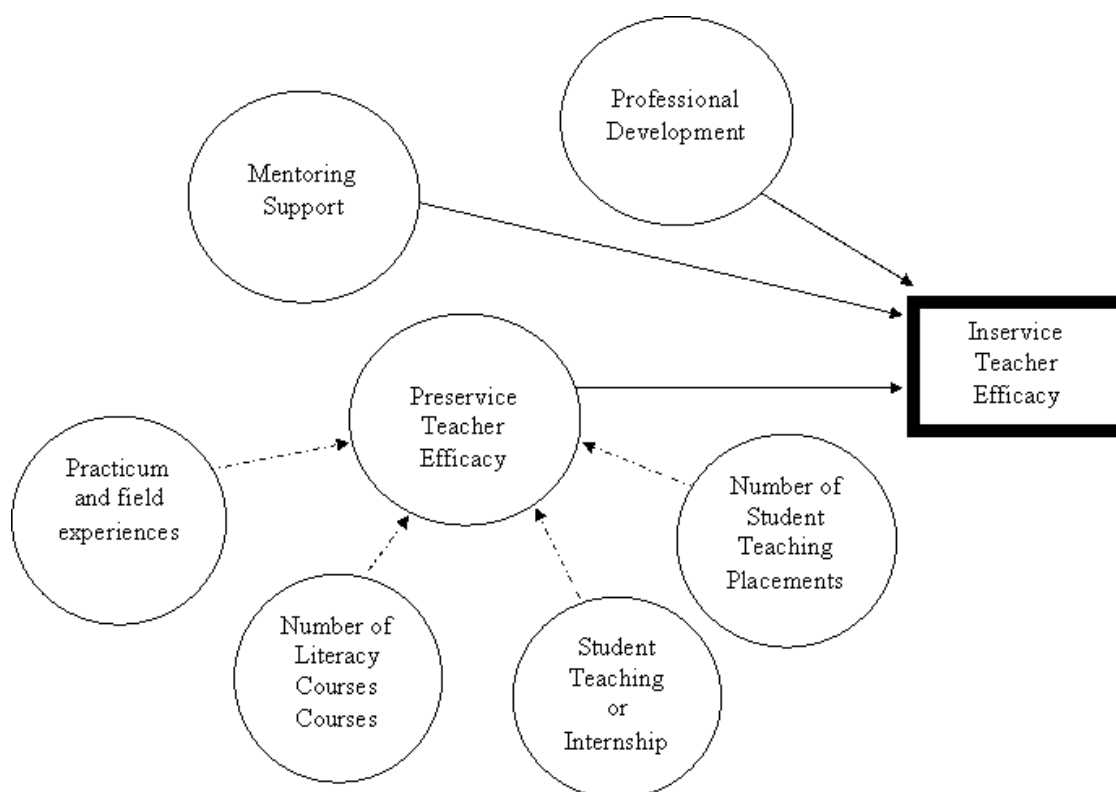 Professional
Development
Mentoring
Support
Inservice
Teacher
Efficacy
Preservice
Teacher
Efficacy
Practicum
and field
experiences
Number of
Student
Teaching
Placements
Number of
Literacy
Courses
Courses
Student
Teaching
or
Internship